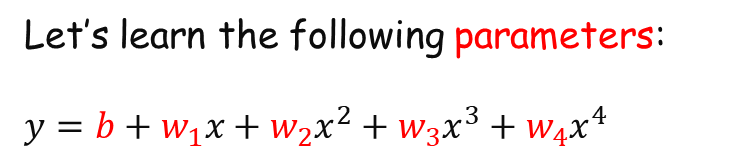 Let's learn the following parameters:
y = b + w₁x + w₂x² + w₃x³ + w₄x⁴